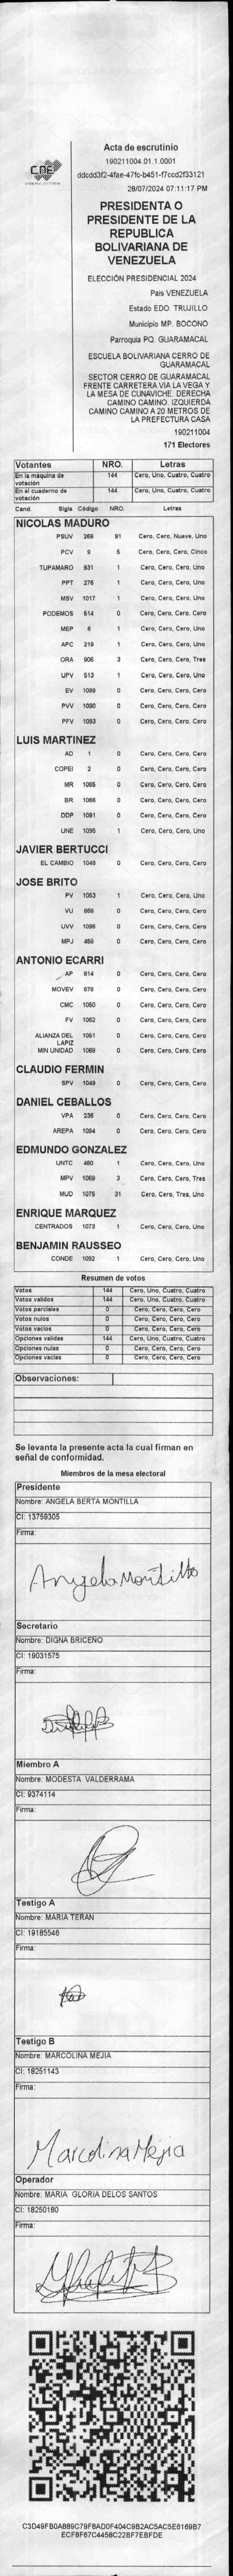 Acta de escrutinio
190211004.01.1.0001
ddcdd3f2-4fae-47fc-b451-f7ccd2f33121
28/07/2024 07:11:17 PM
CNE
PRESIDENTA O
PRESIDENTE DE LA
REPUBLICA
BOLIVARIANA DE
VENEZUELA
ELECCIÓN PRESIDENCIAL 2024
Pais VENEZUELA
Estado EDO. TRUJILLO
Municipio MP. BOCONO
Parroquia PQ. GUARAMACAL
ESCUELA BOLIVARIANA CERRO DE
GUARAMACAL
SECTOR CERRO DE GUARAMACAL
FRENTE CARRETERA VIA LA VEGA Y
LA MESA DE CUNAVICHE. DERECHA
CAMINO CAMINO. IZQUIERDA
CAMINO CAMINO A 20 METROS DE
LA PREFECTURA CASA
190211004
171 Electores
Votantes NRO. Letras
En la máquina de votación 144 Cero, Uno, Cuatro, Cuatro
En el cuaderno de votación 144 Cero, Uno, Cuatro, Cuatro
Cand. Sigla Código NRO. Letras
NICOLAS MADURO
PSUV 269 91 Cero, Cero, Nueve, Uno
PCV 9 5 Cero, Cero, Cero, Cinco
TUPAMARO 931 1 Cero, Cero, Cero, Uno
PPT 276 1 Cero, Cero, Cero, Uno
MSV 1017 1 Cero, Cero, Cero, Uno
PODEMOS 514 0 Cero, Cero, Cero, Cero
MEP 6 1 Cero, Cero, Cero, Uno
APC 219 1 Cero, Cero, Cero, Uno
ORA 906 3 Cero, Cero, Cero, Tres
UPV 513 1 Cero, Cero, Cero, Uno
EV 1089 0 Cero, Cero, Cero, Cero
PVV 1090 0 Cero, Cero, Cero, Cero
PFV 1093 0 Cero, Cero, Cero, Cero
LUIS MARTINEZ
AD 1 0 Cero, Cero, Cero, Cero
COPEI 2 0 Cero, Cero, Cero, Cero
MR 1065 0 Cero, Cero, Cero, Cero
BR 1066 0 Cero, Cero, Cero, Cero
DDP 1091 0 Cero, Cero, Cero, Cero
UNE 1095 1 Cero, Cero, Cero, Uno
JAVIER BERTUCCI
EL CAMBIO 1048 0 Cero, Cero, Cero, Cero
JOSE BRITO
PV 1053 1 Cero, Cero, Cero, Uno
VU 868 0 Cero, Cero, Cero, Cero
UVV 1096 0 Cero, Cero, Cero, Cero
MPJ 458 0 Cero, Cero, Cero, Cero
ANTONIO ECARRI
AP 814 0 Cero, Cero, Cero, Cero
MOVEV 878 0 Cero, Cero, Cero, Cero
CMC 1050 0 Cero, Cero, Cero, Cero
FV 1062 0 Cero, Cero, Cero, Cero
ALIANZA DEL LAPIZ 1051 0 Cero, Cero, Cero, Cero
MIN UNIDAD 1068 0 Cero, Cero, Cero, Cero
CLAUDIO FERMIN
SPV 1049 0 Cero, Cero, Cero, Cero
DANIEL CEBALLOS
VPA 236 0 Cero, Cero, Cero, Cero
AREPA 1094 0 Cero, Cero, Cero, Cero
EDMUNDO GONZALEZ
UNTC 460 1 Cero, Cero, Cero, Uno
MPV 1069 3 Cero, Cero, Cero, Tres
MUD 1075 31 Cero, Cero, Tres, Uno
ENRIQUE MARQUEZ
CENTRADOS 1073 1 Cero, Cero, Cero, Uno
BENJAMIN RAUSSEO
CONDE 1092 1 Cero, Cero, Cero, Uno
Resumen de votos
Votos 144 Cero, Uno, Cuatro, Cuatro
Votos validos 144 Cero, Uno, Cuatro, Cuatro
Votos parciales 0 Cero, Cero, Cero, Cero
Votos nulos 0 Cero, Cero, Cero, Cero
Votos vacios 0 Cero, Cero, Cero, Cero
Opciones validas 144 Cero, Uno, Cuatro, Cuatro
Opciones nulas 0 Cero, Cero, Cero, Cero
Opciones vacias 0 Cero, Cero, Cero, Cero
Observaciones:
Se levanta la presente acta la cual firman en
señal de conformidad.
Miembros de la mesa electoral
Presidente
Nombre: ANGELA BERTA MONTILLA
CI: 13759305
Firma:
Angela Montilla
Secretario
Nombre: DIGNA BRICEÑO
CI: 19031575
Firma:
Miembro A
Nombre: MODESTA VALDERRAMA
CI: 9374114
Firma:
Testigo A
Nombre: MARIA TERAN
CI: 19185546
Firma:
Testigo B
Nombre: MARCOLINA MEJIA
CI: 18251143
Firma:
Marcolina Mejia
Operador
Nombre: MARIA GLORIA DELOS SANTOS
CI: 18250180
Firma:
C3D49FB0A889C79F8AD0F404C9B2AC5AC5E6169B7
ECF8F67C4458C22BF7EBFDE